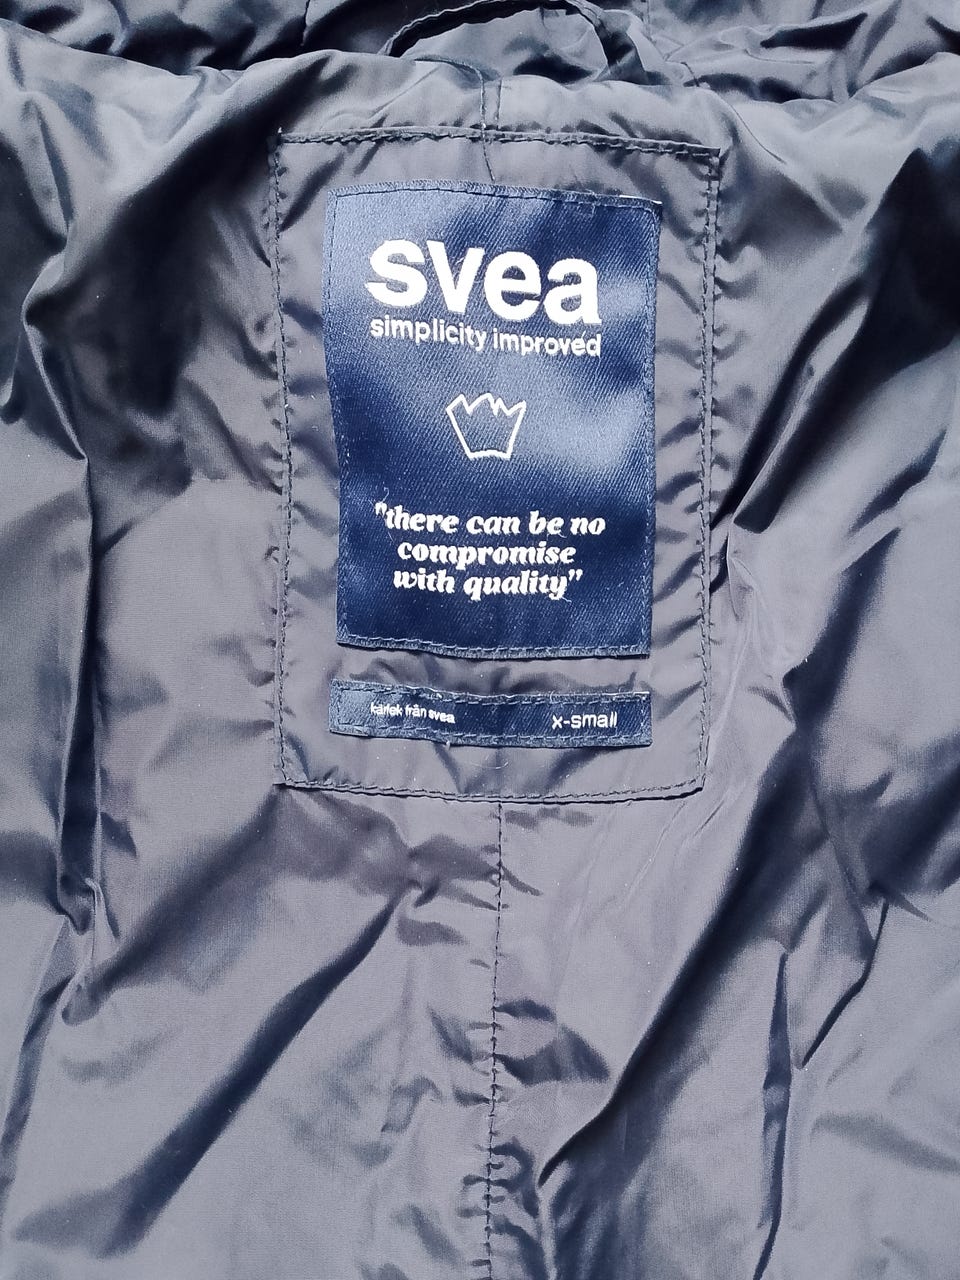 svea
simplicity improved
"there can be no
compromise
with quality”
kärlek från svea
x-small